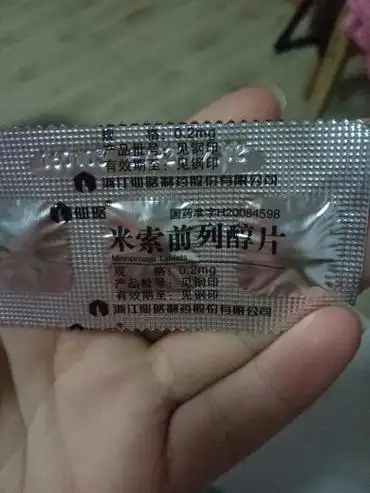 规 格: 0.2mg
产品批号: 见钢印
有效期至: 见钢印
浙江仙琚制药股份有限公司
仙琚
国药准字H20084598
米索前列醇片
Misoprostol Tablets
规 格: 0.2mg
产品批号: 见钢印
有效期至: 见钢印
浙江仙琚制药股份有限公司